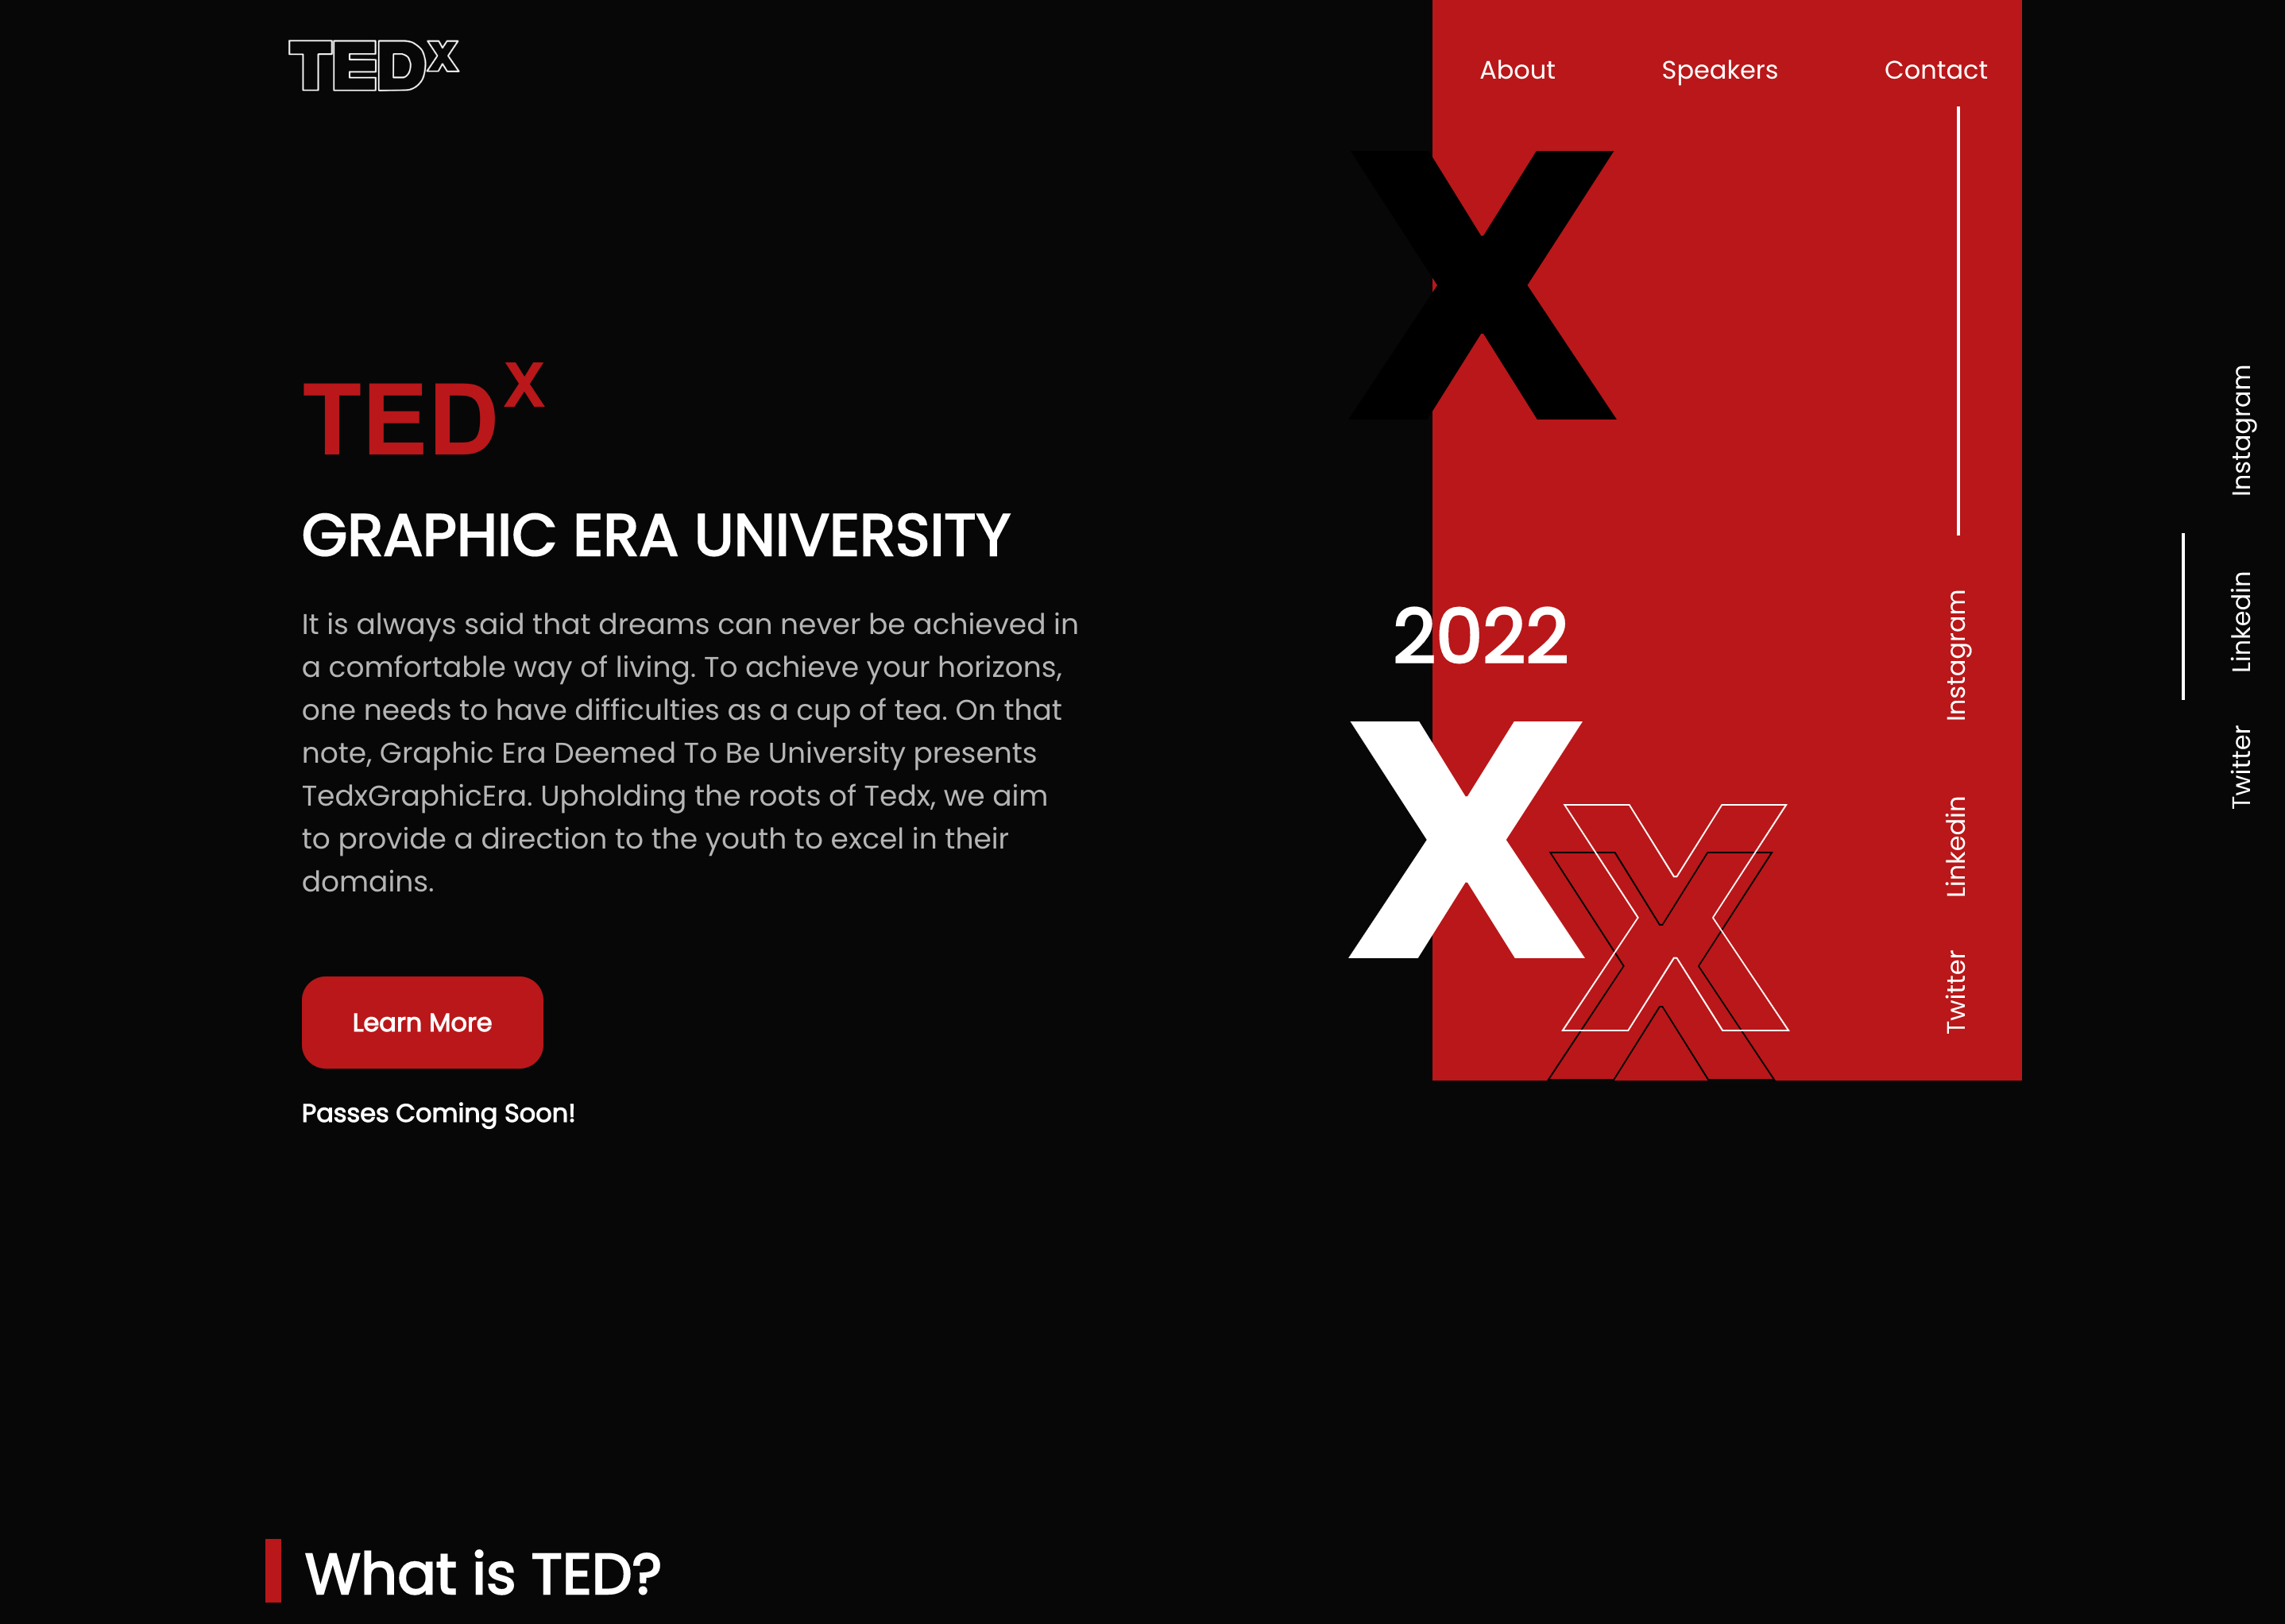 TEDX
About Speakers Contact
X
TEDX
GRAPHIC ERA UNIVERSITY
It is always said that dreams can never be achieved in
a comfortable way of living. To achieve your horizons,
one needs to have difficulties as a cup of tea. On that
note, Graphic Era Deemed To Be University presents
TedxGraphicEra. Upholding the roots of Tedx, we aim
to provide a direction to the youth to excel in their
domains.
Learn More
Passes Coming Soon!
2022
X
X
X
Instagram
Linkedin
Twitter
Instagram
Linkedin
Twitter
What is TED?